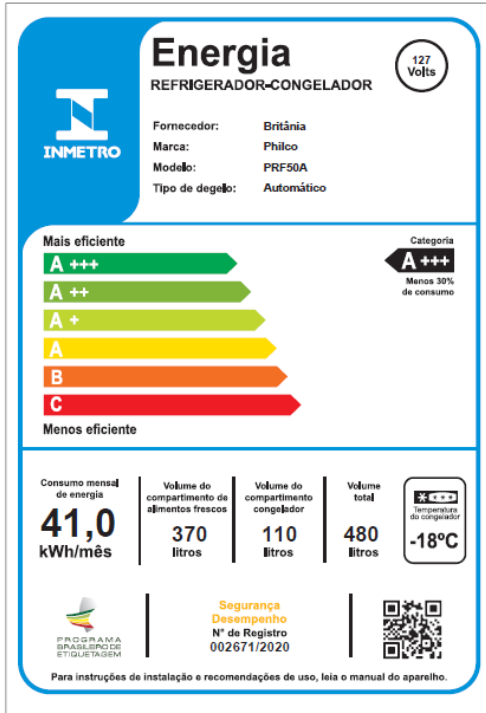 Energia
REFRIGERADOR-CONGELADOR
127
Volts
INMETRO
Fornecedor: Britânia
Marca: Philco
Modelo: PRF50A
Tipo de degelo: Automático
Mais eficiente
A +++
A ++
A +
A
B
C
Menos eficiente
Categoria
A +++
Menos 30%
de consumo
Consumo mensal
de energia
41,0
kWh/mês
Volume do
compartimento de
alimentos frescos
370
litros
Volume do
compartimento
congelador
110
litros
Volume
total
480
litros
Temperatura
do congelador
-18ºC
PROGRAMA
BRASILEIRO DE
ETIQUETAGEM
Segurança
Desempenho
N° de Registro
002671/2020
Para instruções de instalação e recomendações de uso, leia o manual do aparelho.